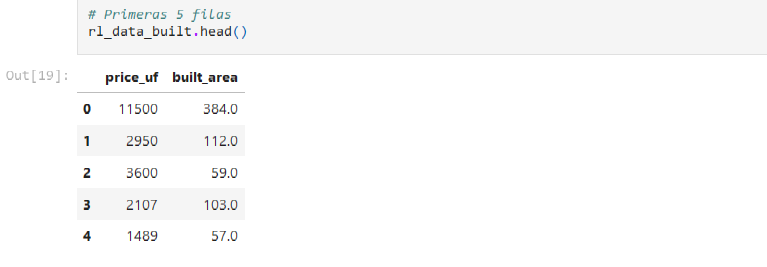 # Primeras 5 filas
rl_data_built.head()
Out[19]:
price_uf built_area
0 11500 384.0
1 2950 112.0
2 3600 59.0
3 2107 103.0
4 1489 57.0